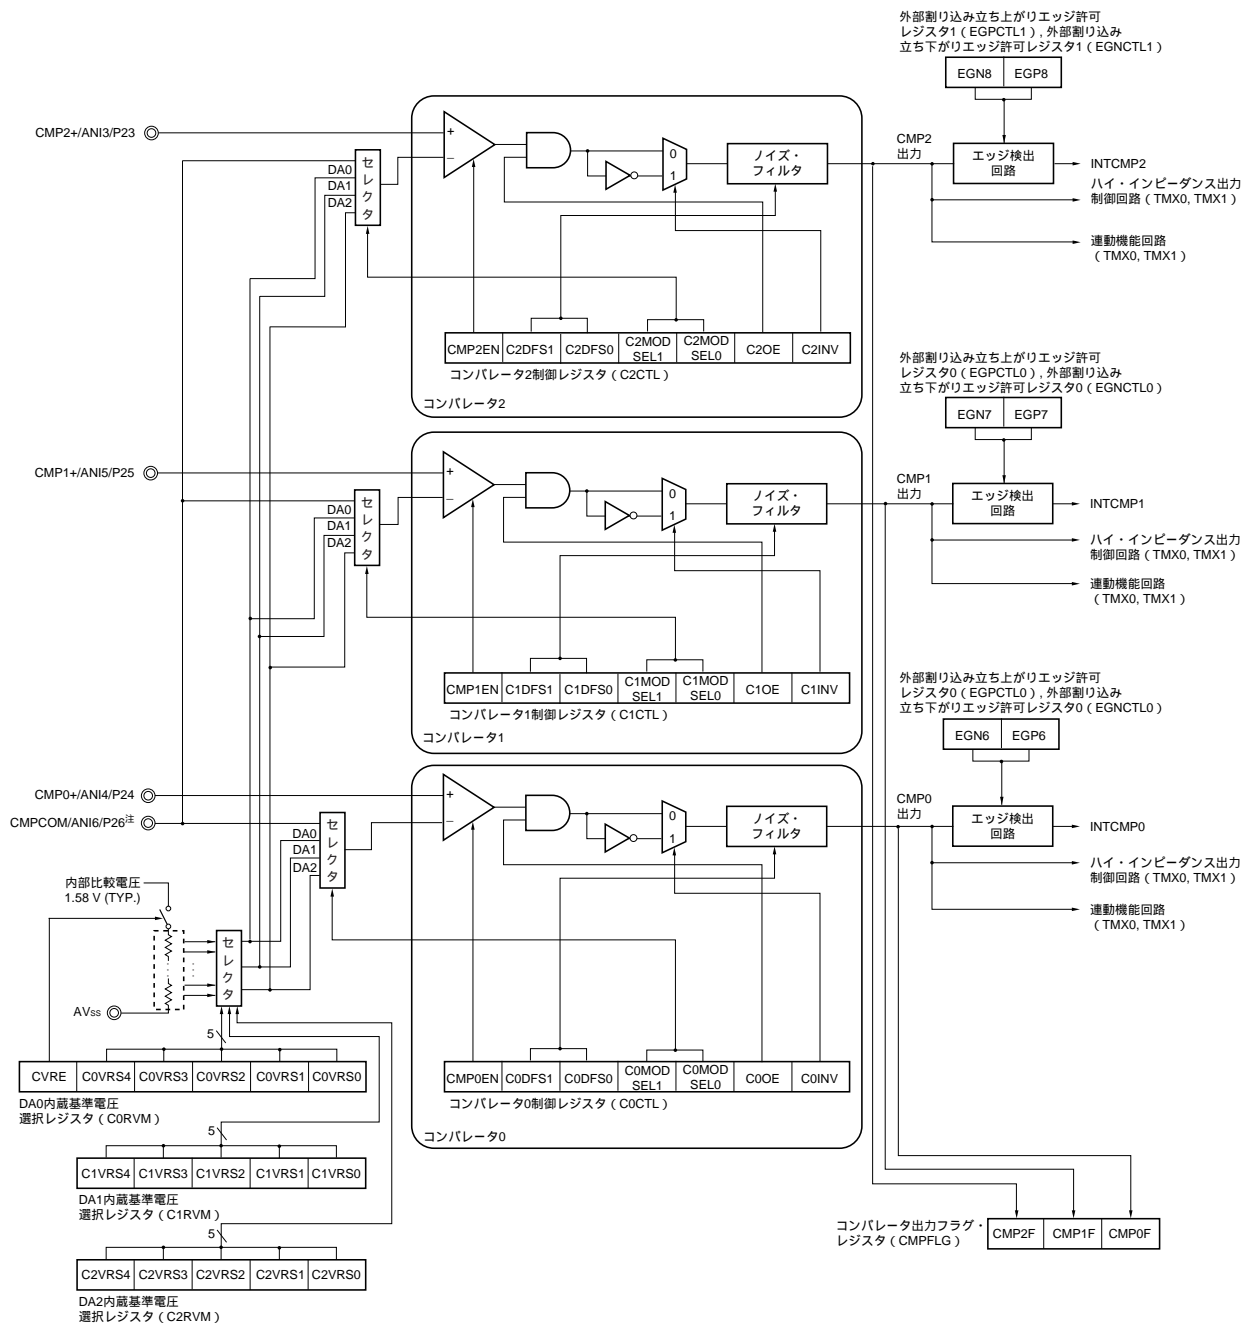 外部割り込み立ち上がりエッジ許可
レジスタ1（EGPCTL1）, 外部割り込み
立ち下がりエッジ許可レジスタ1（EGNCTL1）
EGN8 EGP8
CMP2+/ANI3/P23
DA0
DA1
DA2
セレクタ
+
−
0
1
ノイズ・
フィルタ
CMP2
出力
エッジ検出
回路
INTCMP2
ハイ・インピーダンス出力
制御回路（TMX0, TMX1）
連動機能回路
（TMX0, TMX1）
CMP2EN C2DFS1 C2DFS0 C2MOD SEL1 C2MOD SEL0 C2OE C2INV
コンパレータ2制御レジスタ（C2CTL）
コンパレータ2
外部割り込み立ち上がりエッジ許可
レジスタ0（EGPCTL0）, 外部割り込み
立ち下がりエッジ許可レジスタ0（EGNCTL0）
EGN7 EGP7
CMP1+/ANI5/P25
DA0
DA1
DA2
セレクタ
+
−
0
1
ノイズ・
フィルタ
CMP1
出力
エッジ検出
回路
INTCMP1
ハイ・インピーダンス出力
制御回路（TMX0, TMX1）
連動機能回路
（TMX0, TMX1）
CMP1EN C1DFS1 C1DFS0 C1MOD SEL1 C1MOD SEL0 C1OE C1INV
コンパレータ1制御レジスタ（C1CTL）
コンパレータ1
外部割り込み立ち上がりエッジ許可
レジスタ0（EGPCTL0）, 外部割り込み
立ち下がりエッジ許可レジスタ0（EGNCTL0）
EGN6 EGP6
CMP0+/ANI4/P24
CMPCOM/ANI6/P26注
DA0
DA1
DA2
セレクタ
+
−
0
1
ノイズ・
フィルタ
CMP0
出力
エッジ検出
回路
INTCMP0
ハイ・インピーダンス出力
制御回路（TMX0, TMX1）
連動機能回路
（TMX0, TMX1）
内部比較電圧
1.58 V (TYP.)
セレクタ
AVSS
5
CVRE C0VRS4 C0VRS3 C0VRS2 C0VRS1 C0VRS0
DA0内蔵基準電圧
選択レジスタ（C0RVM）
CMP0EN C0DFS1 C0DFS0 C0MOD SEL1 C0MOD SEL0 C0OE C0INV
コンパレータ0制御レジスタ（C0CTL）
コンパレータ0
5
C1VRS4 C1VRS3 C1VRS2 C1VRS1 C1VRS0
DA1内蔵基準電圧
選択レジスタ（C1RVM）
5
C2VRS4 C2VRS3 C2VRS2 C2VRS1 C2VRS0
DA2内蔵基準電圧
選択レジスタ（C2RVM）
コンパレータ出力フラグ・
レジスタ（CMPFLG）
CMP2F CMP1F CMP0F